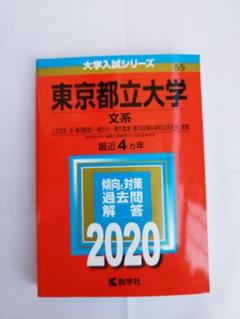 大学入試シリーズ
55
東京都立大学
文系
最近4カ年
傾向と対策
過去問
解答
2020
教学社